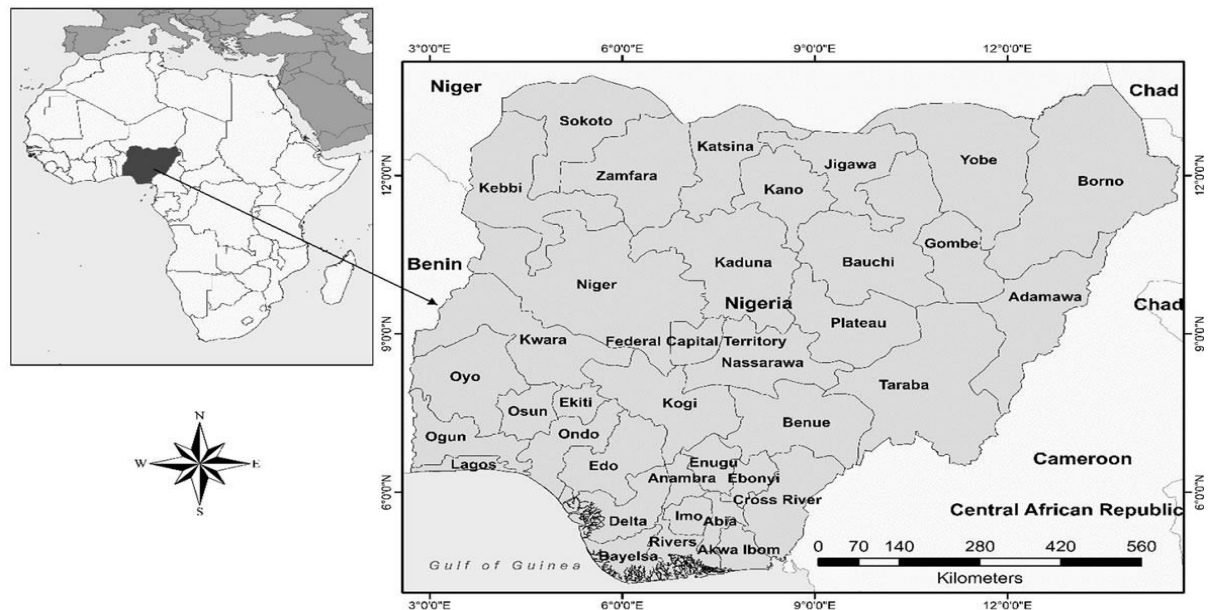 3°0'0"E 6°0'0"E 9°0'0"E 12°0'0"E
Niger
Chad
Sokoto
Katsina
Jigawa
Yobe
Kebbi
Zamfara
Kano
Borno
12°0'0"N
12°0'0"N
Benin
Niger
Kaduna
Bauchi
Gombe
Adamawa
Nigeria
Chad
Plateau
9°0'0"N
9°0'0"N
Kwara
Federal Capital Territory
Nassarawa
Oyo
Taraba
Osun
Ekiti
Kogi
Benue
Ogun
Ondo
Lagos
Edo
Enugu
Anambra
Ebonyi
Cross River
Cameroon
6°0'0"N
6°0'0"N
Central African Republic
Delta
Imo
Abia
Rivers
Bayelsa
Akwa Ibom
Gulf of Guinea
0 70 140 280 420 560
Kilometers
3°0'0"E 6°0'0"E 9°0'0"E 12°0'0"E
N
W E
S